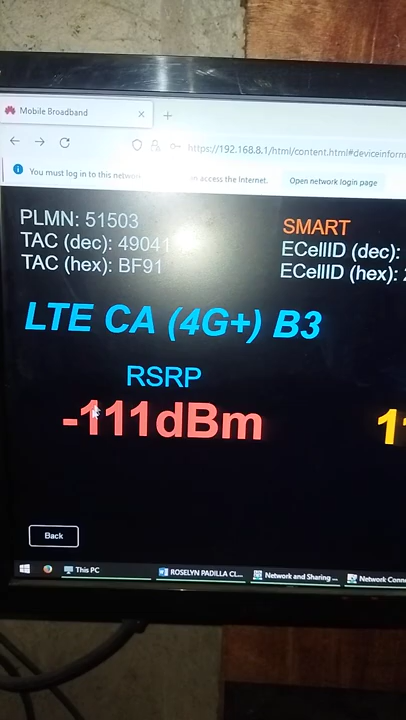 Mobile Broadband
https://192.168.8.1/html/content.html#deviceinform
You must log in to this network access the Internet.
Open network login page
PLMN: 51503
SMART
TAC (dec): 49041
ECellID (dec):
TAC (hex): BF91
ECellID (hex):
LTE CA (4G+) B3
RSRP
-111dBm
Back
This PC
ROSELYN PADILLA CL...
Network and Sharing ...
Network Conne